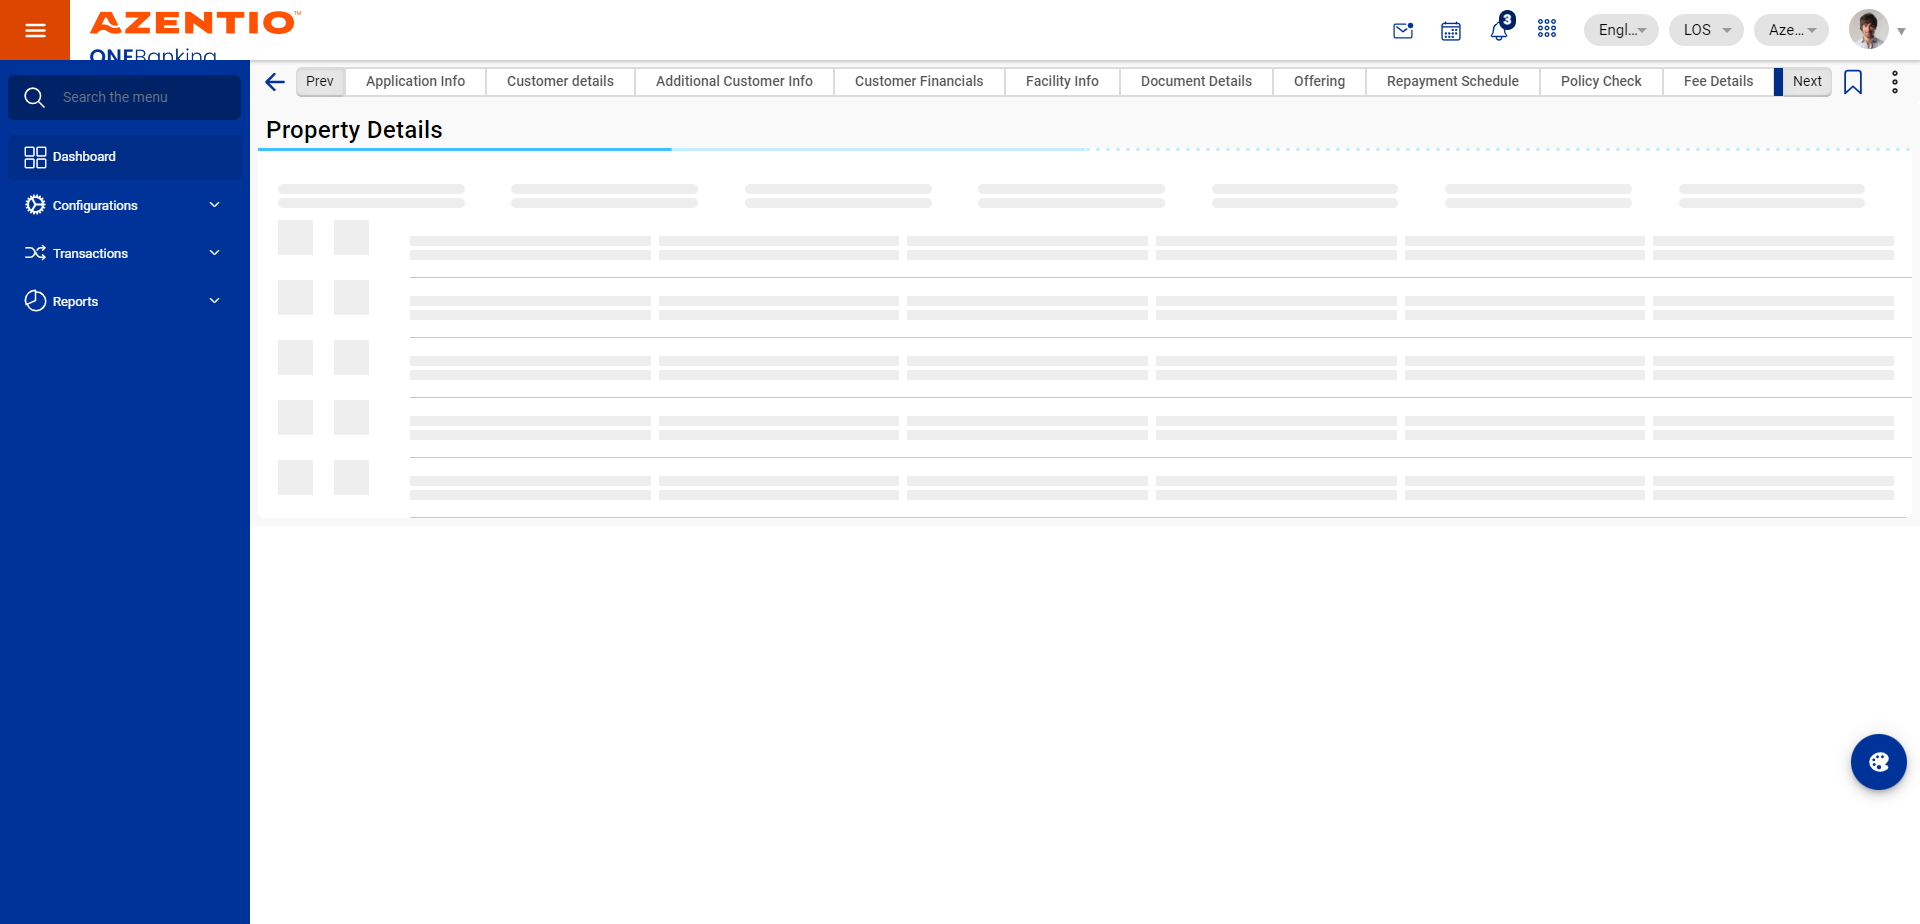 AZENTIO™
ONEBanking
3
Engl...
LOS
Aze...
Search the menu
Prev
Application Info
Customer details
Additional Customer Info
Customer Financials
Facility Info
Document Details
Offering
Repayment Schedule
Policy Check
Fee Details
Next
Property Details
Dashboard
Configurations
Transactions
Reports